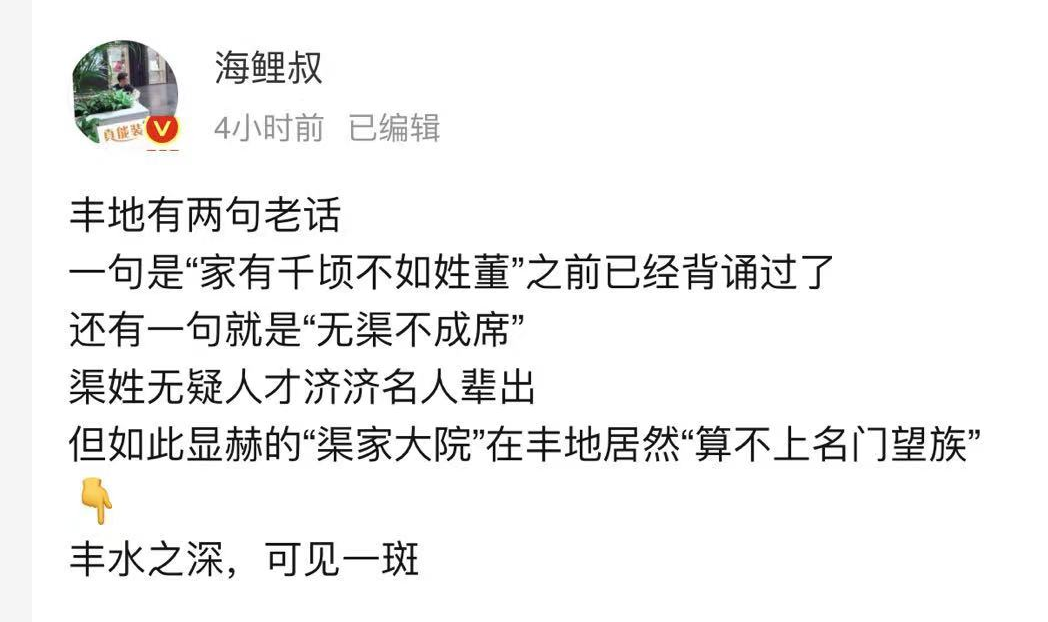 海鲤叔
4小时前 已编辑
真能装
丰地有两句老话
一句是“家有千顷不如姓董”之前已经背诵过了
还有一句就是“无渠不成席”
渠姓无疑人才济济名人辈出
但如此显赫的“渠家大院”在丰地居然“算不上名门望族”
👇
丰水之深，可见一斑